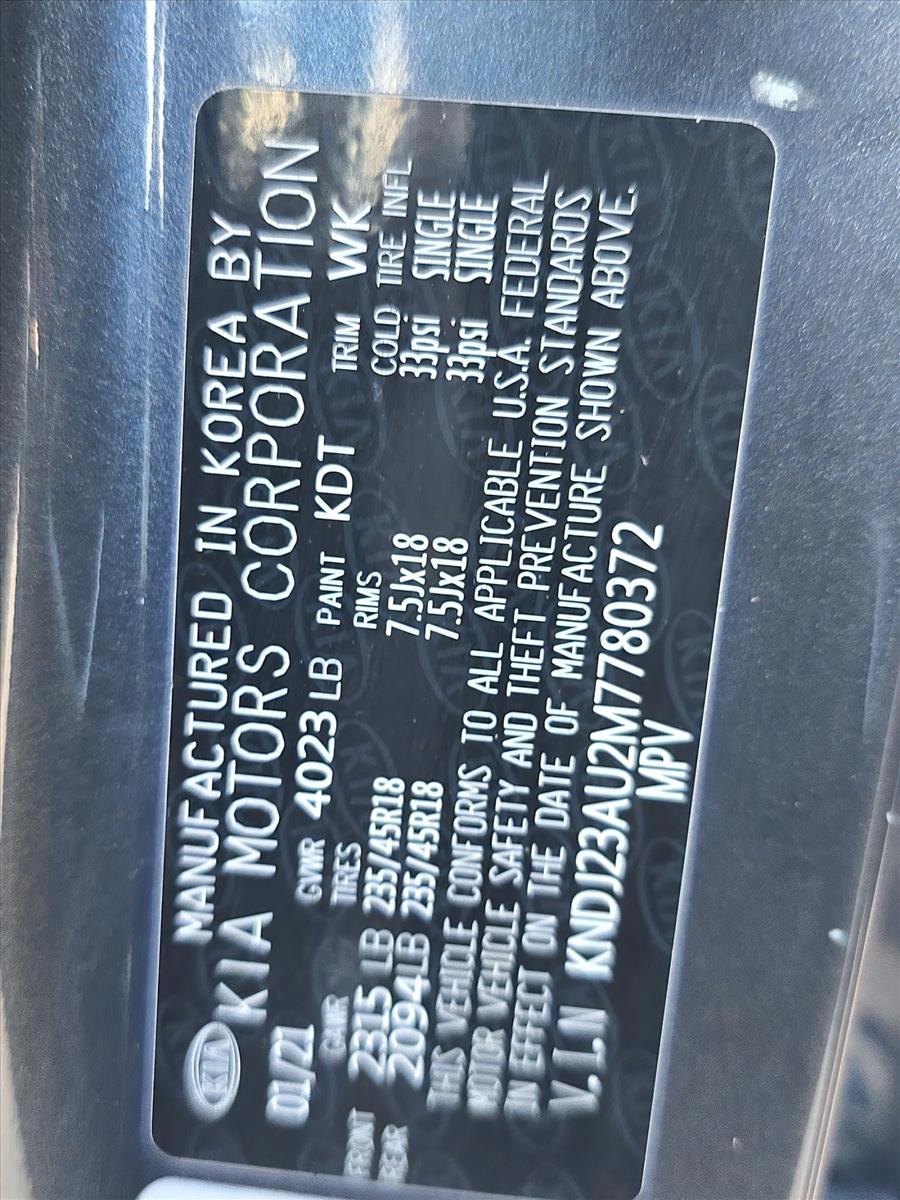 KIA
MANUFACTURED IN KOREA BY
KIA MOTORS CORPORATION
01/21 GVWR 4023 LB PAINT KDT TRIM WK
GAWR TIRES RIMS COLD TIRE INFL
FRONT 2315 LB 235/45R18 7.5Jx18 33psi SINGLE
REAR 2094LB 235/45R18 7.5Jx18 33psi SINGLE
THIS VEHICLE CONFORMS TO ALL APPLICABLE U.S.A. FEDERAL
MOTOR VEHICLE SAFETY AND THEFT PREVENTION STANDARDS
IN EFFECT ON THE DATE OF MANUFACTURE SHOWN ABOVE.
V.I.N KNDJ23AU2M7780372
MPV